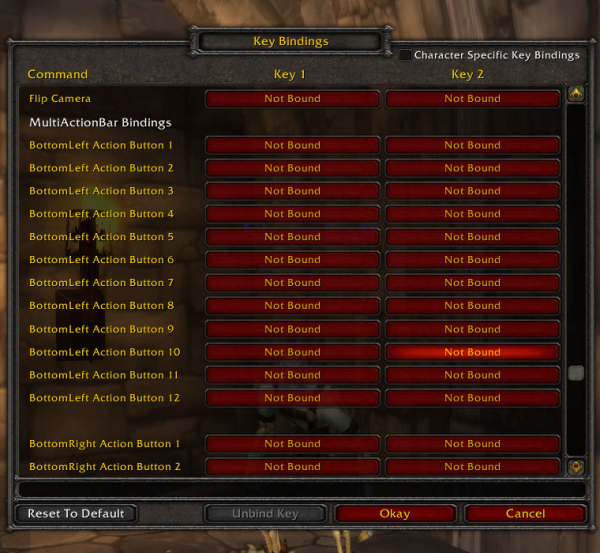 Key Bindings
Character Specific Key Bindings
Command Key 1 Key 2
Flip Camera Not Bound Not Bound
MultiActionBar Bindings
BottomLeft Action Button 1 Not Bound Not Bound
BottomLeft Action Button 2 Not Bound Not Bound
BottomLeft Action Button 3 Not Bound Not Bound
BottomLeft Action Button 4 Not Bound Not Bound
BottomLeft Action Button 5 Not Bound Not Bound
BottomLeft Action Button 6 Not Bound Not Bound
BottomLeft Action Button 7 Not Bound Not Bound
BottomLeft Action Button 8 Not Bound Not Bound
BottomLeft Action Button 9 Not Bound Not Bound
BottomLeft Action Button 10 Not Bound Not Bound
BottomLeft Action Button 11 Not Bound Not Bound
BottomLeft Action Button 12 Not Bound Not Bound
BottomRight Action Button 1 Not Bound Not Bound
BottomRight Action Button 2 Not Bound Not Bound
Reset To Default Unbind Key Okay Cancel